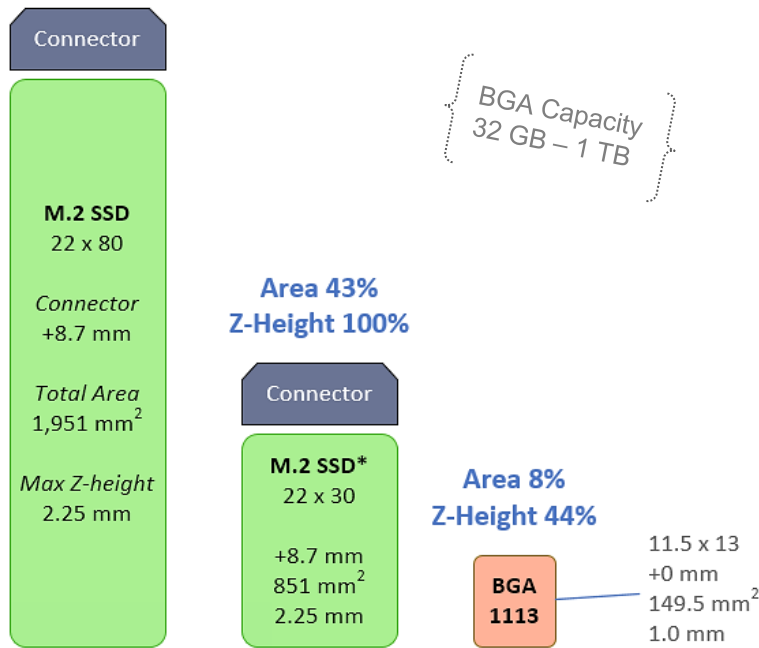 Connector
M.2 SSD
22 x 80
Connector
+8.7 mm
Total Area
1,951 mm²
Max Z-height
2.25 mm
BGA Capacity
32 GB – 1 TB
Area 43%
Z-Height 100%
Connector
M.2 SSD*
22 x 30
+8.7 mm
851 mm²
2.25 mm
Area 8%
Z-Height 44%
BGA
1113
11.5 x 13
+0 mm
149.5 mm²
1.0 mm